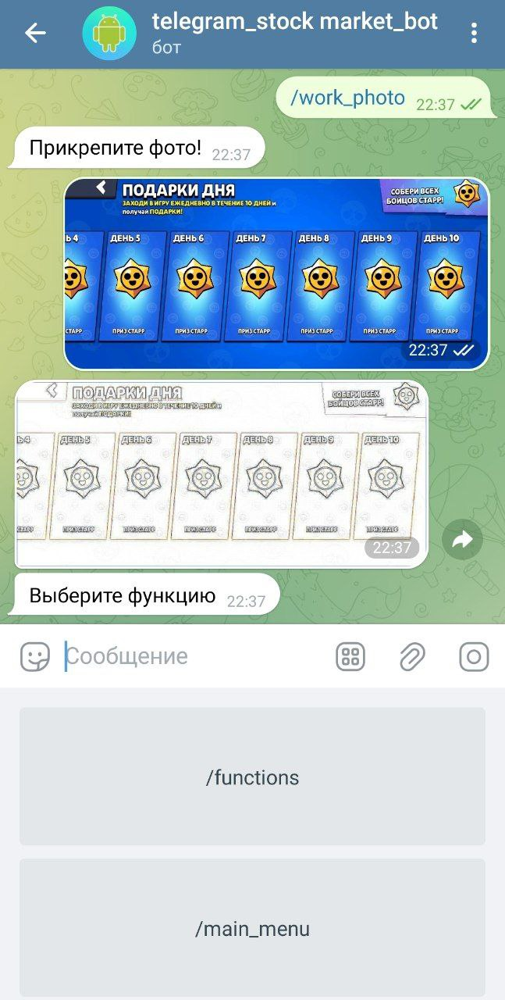 telegram_stock market_bot
бот
/work_photo 22:37
Прикрепите фото! 22:37
ПОДАРКИ ДНЯ
ЗАХОДИ В ИГРУ ЕЖЕДНЕВНО В ТЕЧЕНИЕ 10 ДНЕЙ и
получай ПОДАРКИ!
СОБЕРИ ВСЕХ
БОЙЦОВ СТАРР!
Ь 4 ДЕНЬ 5 ДЕНЬ 6 ДЕНЬ 7 ДЕНЬ 8 ДЕНЬ 9 ДЕНЬ 10
СТАРР ПРИЗ СТАРР ПРИЗ СТАРР ПРИЗ СТАРР ПРИЗ СТАРР ПРИЗ СТАРР ПРИЗ СТАРР
22:37
ПОДАРКИ ДНЯ
ЗАХОДИ В ИГРУ ЕЖЕДНЕВНО В ТЕЧЕНИЕ 10 ДНЕЙ и
получай ПОДАРКИ!
СОБЕРИ ВСЕХ
БОЙЦОВ СТАРР!
Ь 4 ДЕНЬ 5 ДЕНЬ 6 ДЕНЬ 7 ДЕНЬ 8 ДЕНЬ 9 ДЕНЬ 10
СТАРР ПРИЗ СТАРР ПРИЗ СТАРР ПРИЗ СТАРР ПРИЗ СТАРР ПРИЗ СТАРР ПРИЗ СТАРР
22:37
Выберите функцию 22:37
Сообщение
/functions
/main_menu